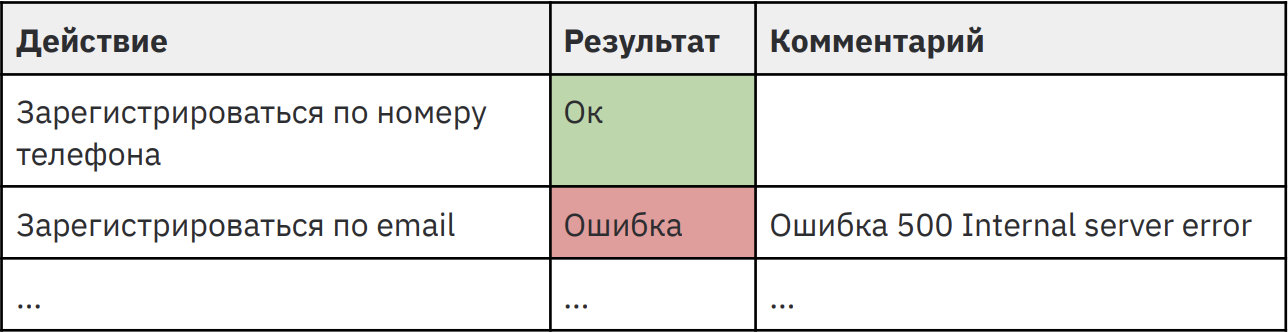 Действие Результат Комментарий
Зарегистрироваться по номеру Ок
телефона
Зарегистрироваться по email Ошибка Ошибка 500 Internal server error
... ... ...